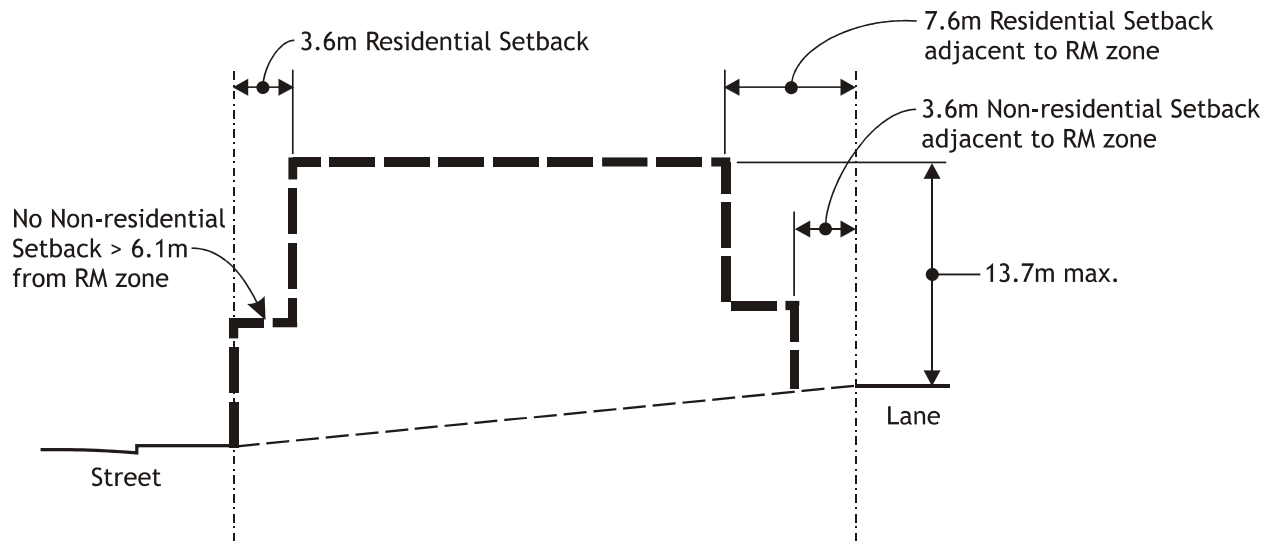 3.6m Residential Setback
7.6m Residential Setback
adjacent to RM zone
3.6m Non-residential Setback
adjacent to RM zone
No Non-residential
Setback > 6.1m
from RM zone
13.7m max.
Lane
Street